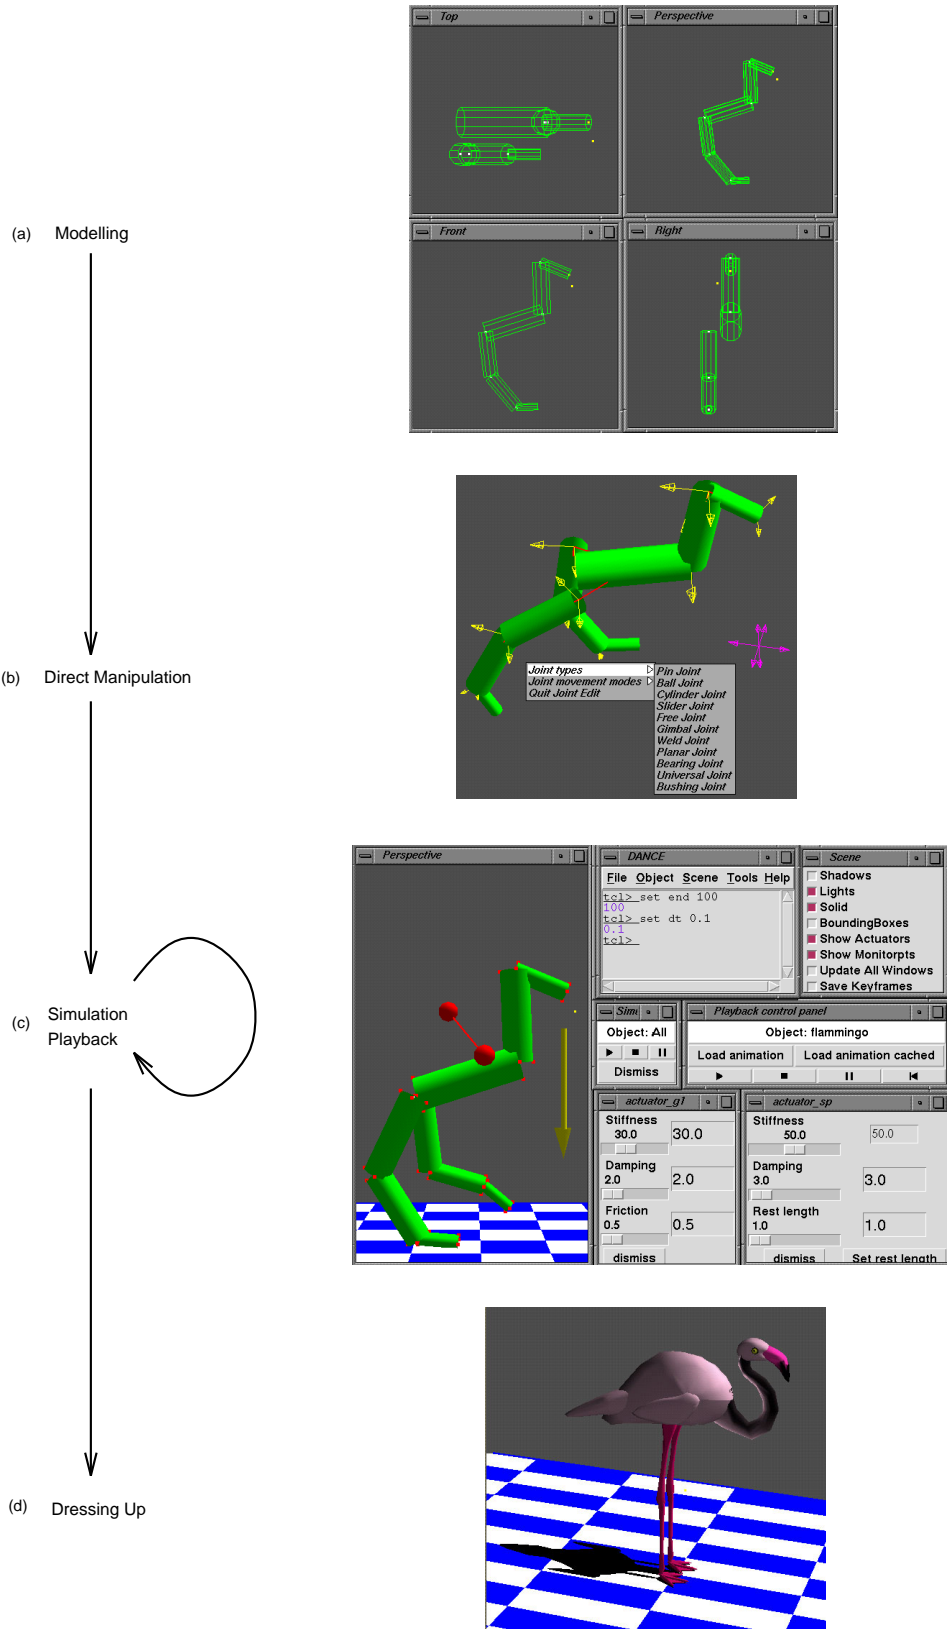 Top
Perspective
(a) Modelling
Front
Right
(b) Direct Manipulation
Joint types
Joint movement modes
Quit Joint Edit
Pin Joint
Ball Joint
Cylinder Joint
Slider Joint
Free Joint
Gimbal Joint
Weld Joint
Planar Joint
Bearing Joint
Universal Joint
Bushing Joint
(c) Simulation
Playback
Perspective
DANCE
File Object Scene Tools Help
tcl> set end 100
100
tcl> set dt 0.1
0.1
tcl>
Scene
Shadows
Lights
Solid
BoundingBoxes
Show Actuators
Show Monitorpts
Update All Windows
Save Keyframes
Object: All
Dismiss
Playback control panel
Object: flammingo
Load animation Load animation cached
actuator_g1
Stiffness
30.0 30.0
Damping
2.0 2.0
Friction
0.5 0.5
dismiss
actuator_sp
Stiffness
50.0 50.0
Damping
3.0 3.0
Rest length
1.0 1.0
dismiss Set rest length
(d) Dressing Up